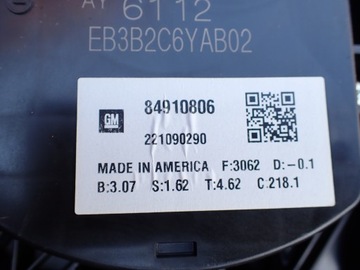 AY 6112
EB3B2C6YAB02
GM
84910806
221090290
MADE IN AMERICA F:3062 D:-0.1
B:3.07 S:1.62 T:4.62 C:218.1